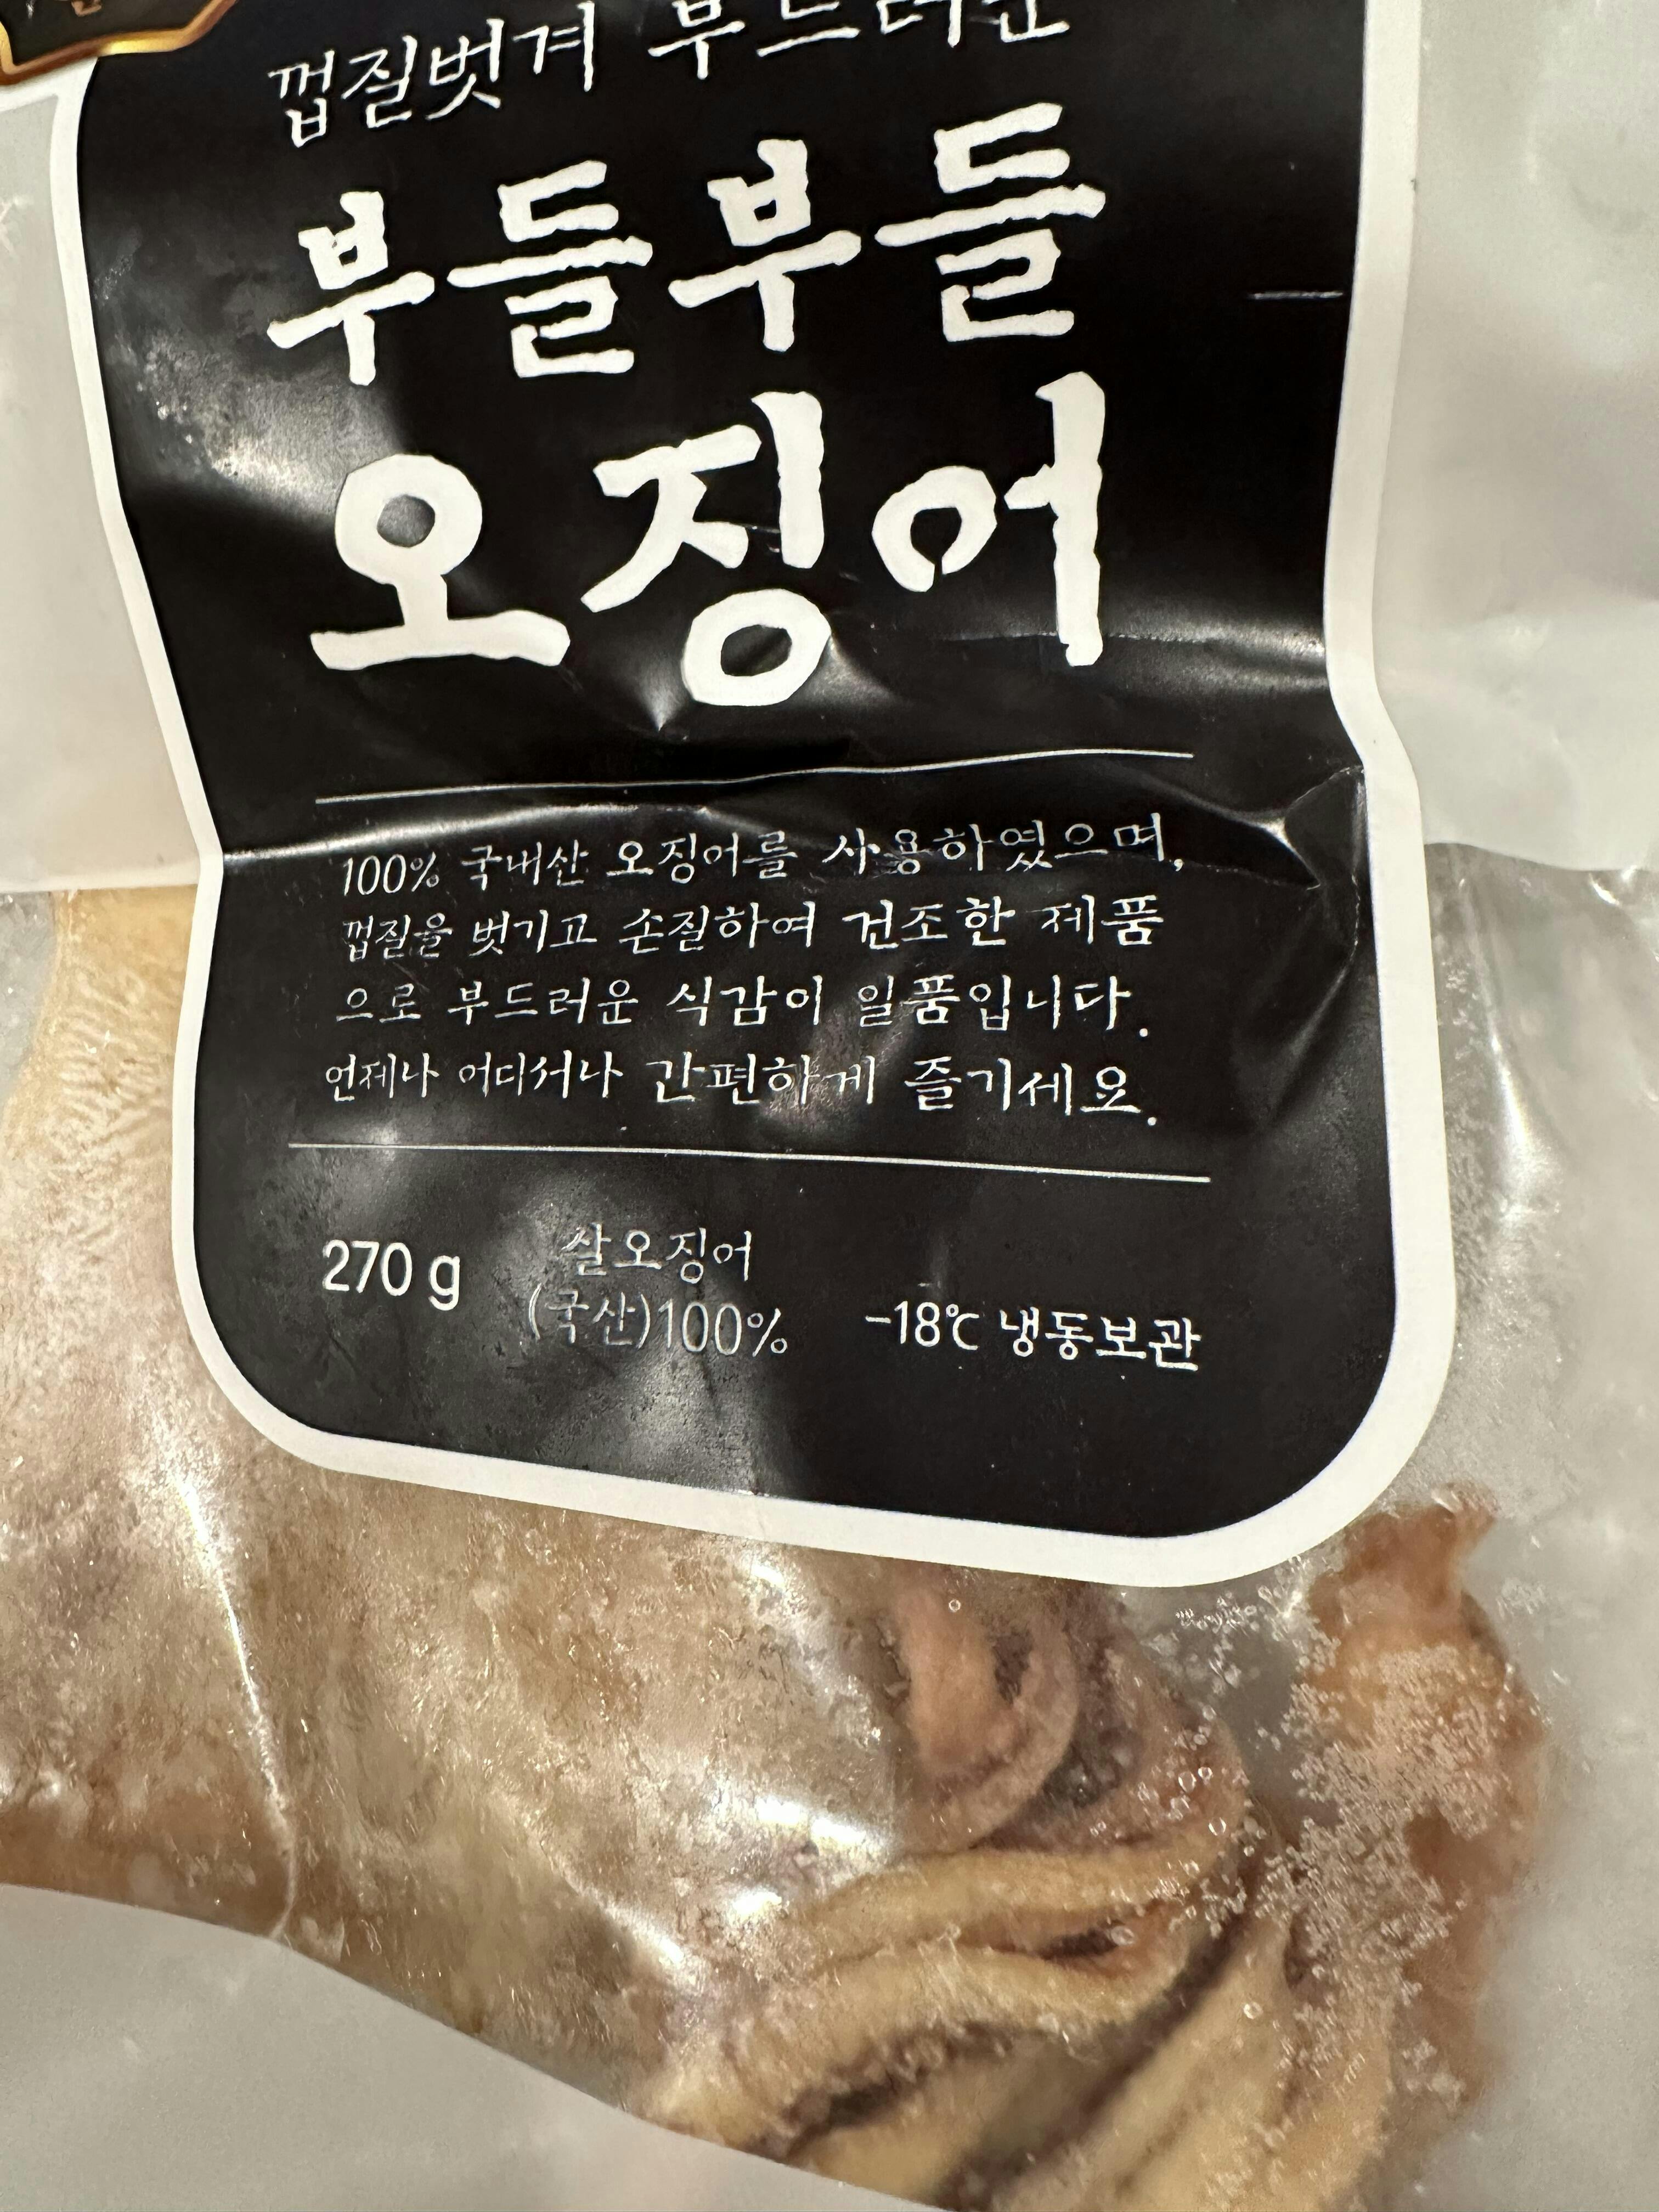 껍질벗겨 부드러운
부들부들
오징어
100% 국내산 오징어를 사용하였으며,
껍질을 벗기고 손질하여 건조한 제품
으로 부드러운 식감이 일품입니다.
언제나 어디서나 간편하게 즐기세요.
270 g
살오징어
(국산)100%
-18℃ 냉동보관